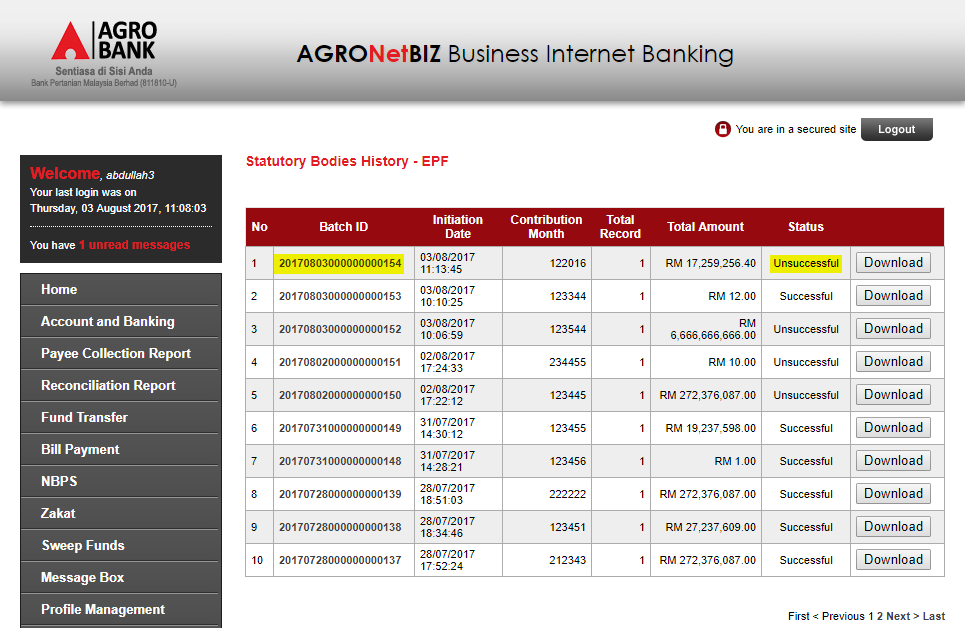 AGRO
BANK
Sentiasa di Sisi Anda
Bank Pertanian Malaysia Berhad (811810-U)
AGRONetBIZ Business Internet Banking
You are in a secured site Logout
Welcome, abdullah3
Your last login was on
Thursday, 03 August 2017, 11:08:03
You have 1 unread messages
Home
Account and Banking
Payee Collection Report
Reconciliation Report
Fund Transfer
Bill Payment
NBPS
Zakat
Sweep Funds
Message Box
Profile Management
Statutory Bodies History - EPF
No Batch ID Initiation Date Contribution Month Total Record Total Amount Status
1 20170803000000000154 03/08/2017 11:13:45 122016 1 RM 17,259,256.40 Unsuccessful Download
2 20170803000000000153 03/08/2017 10:10:25 123344 1 RM 12.00 Successful Download
3 20170803000000000152 03/08/2017 10:06:59 123544 1 RM 6,666,666,666.00 Unsuccessful Download
4 20170802000000000151 02/08/2017 17:24:33 234455 1 RM 10.00 Unsuccessful Download
5 20170802000000000150 02/08/2017 17:22:12 123445 1 RM 272,376,087.00 Unsuccessful Download
6 20170731000000000149 31/07/2017 14:30:12 123455 1 RM 19,237,598.00 Successful Download
7 20170731000000000148 31/07/2017 14:28:21 123456 1 RM 1.00 Successful Download
8 20170728000000000139 28/07/2017 18:51:03 222222 1 RM 272,376,087.00 Successful Download
9 20170728000000000138 28/07/2017 18:34:46 123451 1 RM 27,237,609.00 Successful Download
10 20170728000000000137 28/07/2017 17:52:24 212343 1 RM 272,376,087.00 Successful Download
First < Previous 1 2 Next > Last